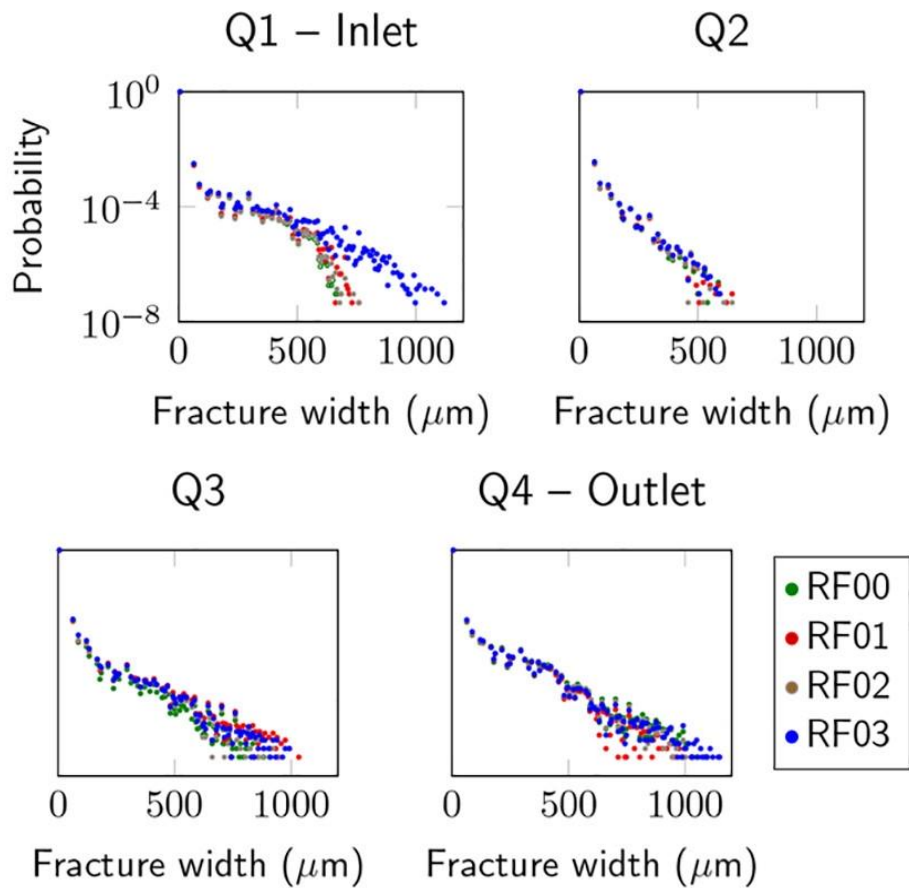 Q1 – Inlet
Q2
Probability
10⁰
10⁻⁴
10⁻⁸
0 500 1000
0 500 1000
Fracture width (μm)
Fracture width (μm)
Q3
Q4 – Outlet
0 500 1000
0 500 1000
Fracture width (μm)
Fracture width (μm)
RF00
RF01
RF02
RF03